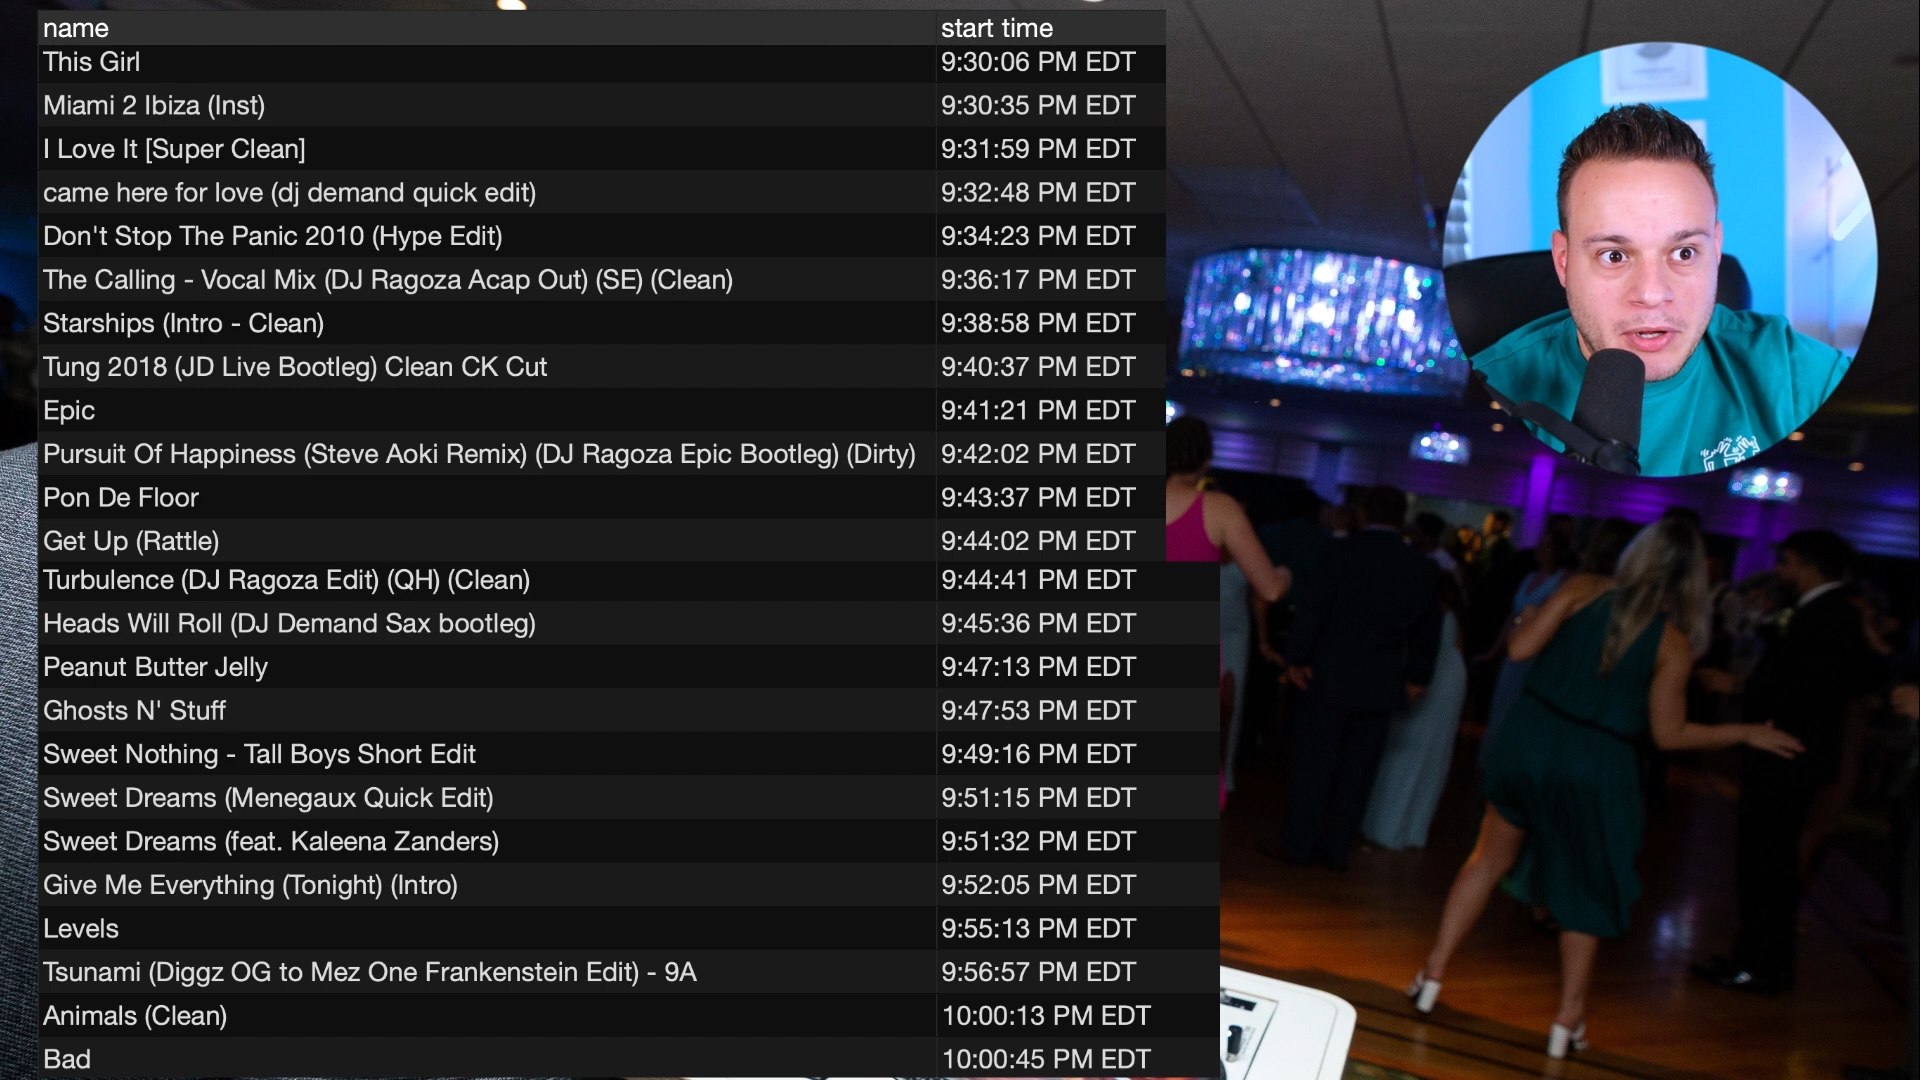 name start time
This Girl 9:30:06 PM EDT
Miami 2 Ibiza (Inst) 9:30:35 PM EDT
I Love It [Super Clean] 9:31:59 PM EDT
came here for love (dj demand quick edit) 9:32:48 PM EDT
Don't Stop The Panic 2010 (Hype Edit) 9:34:23 PM EDT
The Calling - Vocal Mix (DJ Ragoza Acap Out) (SE) (Clean) 9:36:17 PM EDT
Starships (Intro - Clean) 9:38:58 PM EDT
Tung 2018 (JD Live Bootleg) Clean CK Cut 9:40:37 PM EDT
Epic 9:41:21 PM EDT
Pursuit Of Happiness (Steve Aoki Remix) (DJ Ragoza Epic Bootleg) (Dirty) 9:42:02 PM EDT
Pon De Floor 9:43:37 PM EDT
Get Up (Rattle) 9:44:02 PM EDT
Turbulence (DJ Ragoza Edit) (QH) (Clean) 9:44:41 PM EDT
Heads Will Roll (DJ Demand Sax bootleg) 9:45:36 PM EDT
Peanut Butter Jelly 9:47:13 PM EDT
Ghosts N' Stuff 9:47:53 PM EDT
Sweet Nothing - Tall Boys Short Edit 9:49:16 PM EDT
Sweet Dreams (Menegaux Quick Edit) 9:51:15 PM EDT
Sweet Dreams (feat. Kaleena Zanders) 9:51:32 PM EDT
Give Me Everything (Tonight) (Intro) 9:52:05 PM EDT
Levels 9:55:13 PM EDT
Tsunami (Diggz OG to Mez One Frankenstein Edit) - 9A 9:56:57 PM EDT
Animals (Clean) 10:00:13 PM EDT
Bad 10:00:45 PM EDT